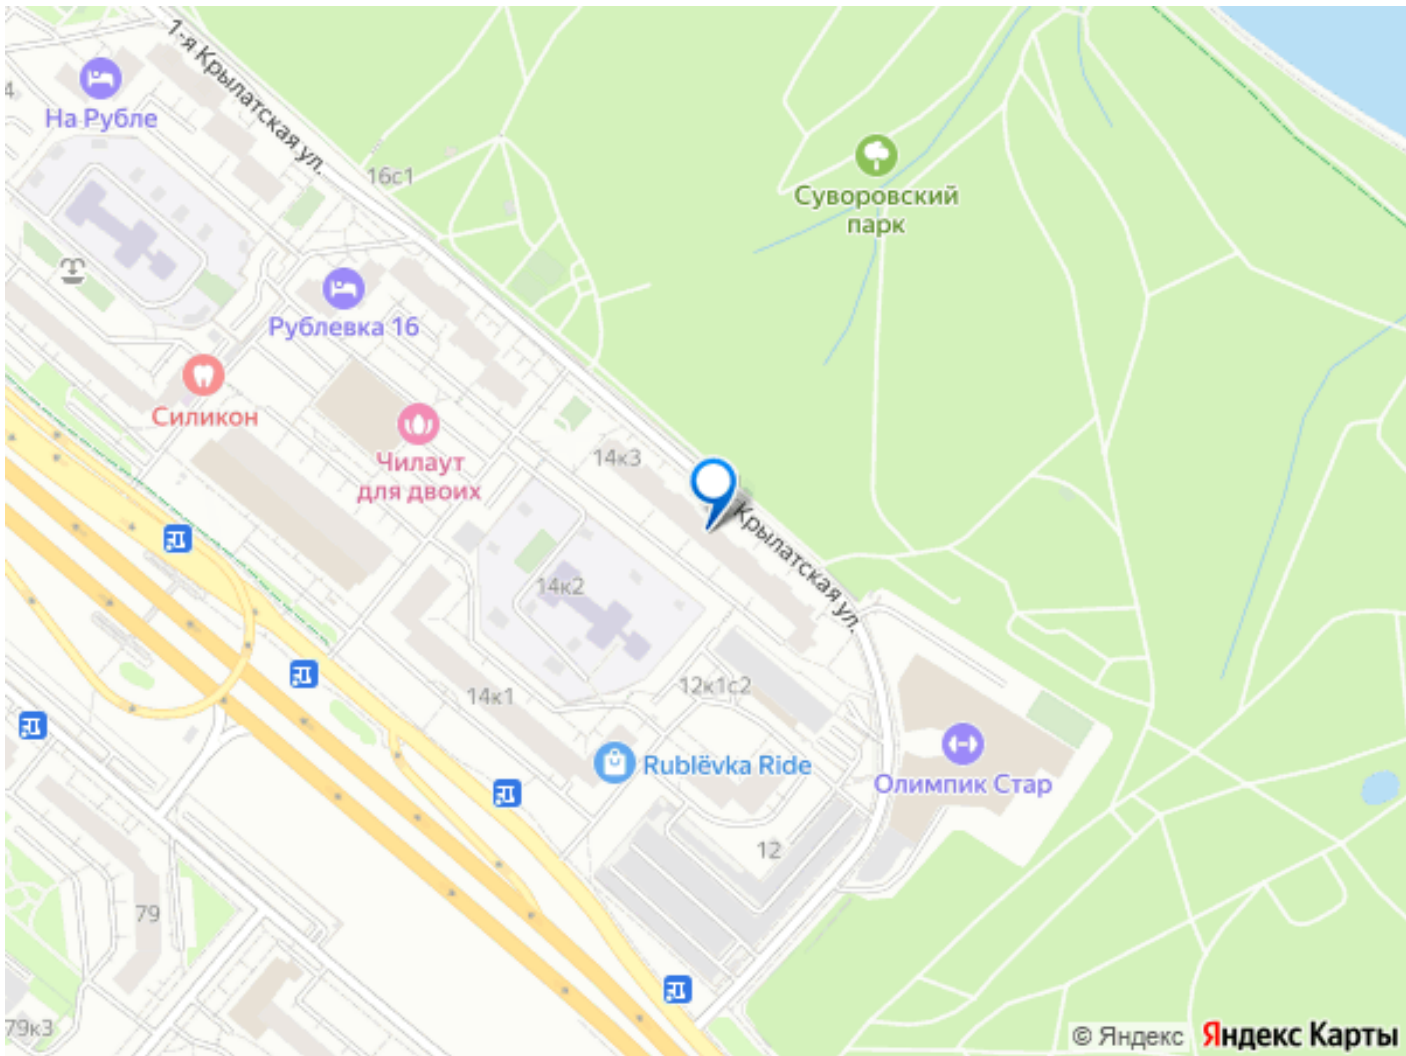 1-я Крылатская ул.
4
На Рубле
16с1
Суворовский
парк
Рублевка 16
Силикон
Чилаут
для двоих
14к3
Крылатская ул.
14к2
14к1
12к1с2
Rublëvka Ride
Олимпик Стар
12
79
79к3
© Яндекс Яндекс Карты